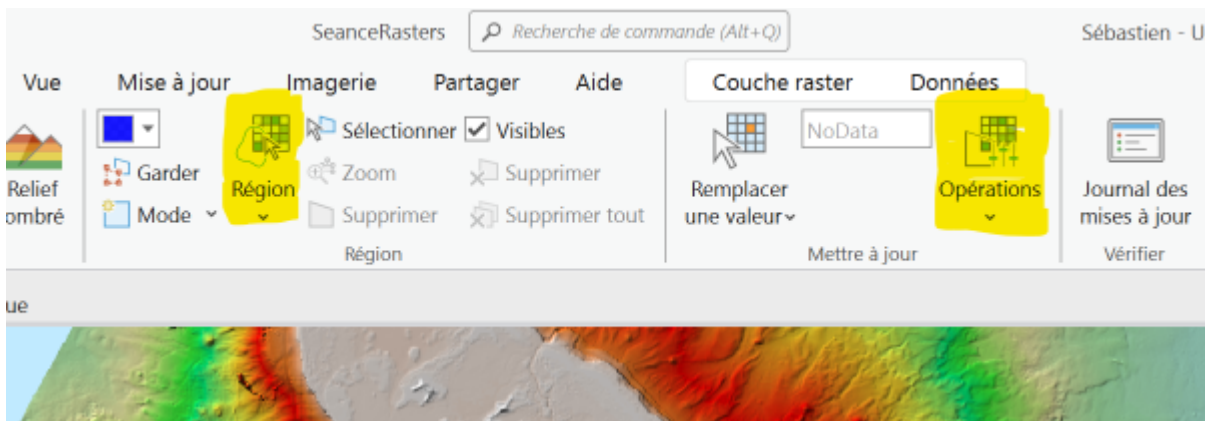 SeanceRasters
Recherche de commande (Alt+Q)
Sébastien - U
Vue Mise à jour Imagerie Partager Aide Couche raster Données
Relief
ombré
Garder
Mode
Région
Sélectionner
Visibles
Zoom
Supprimer
Supprimer
Supprimer tout
Région
Remplacer
une valeur
NoData
Opérations
Mettre à jour
Journal des
mises à jour
Vérifier
ue